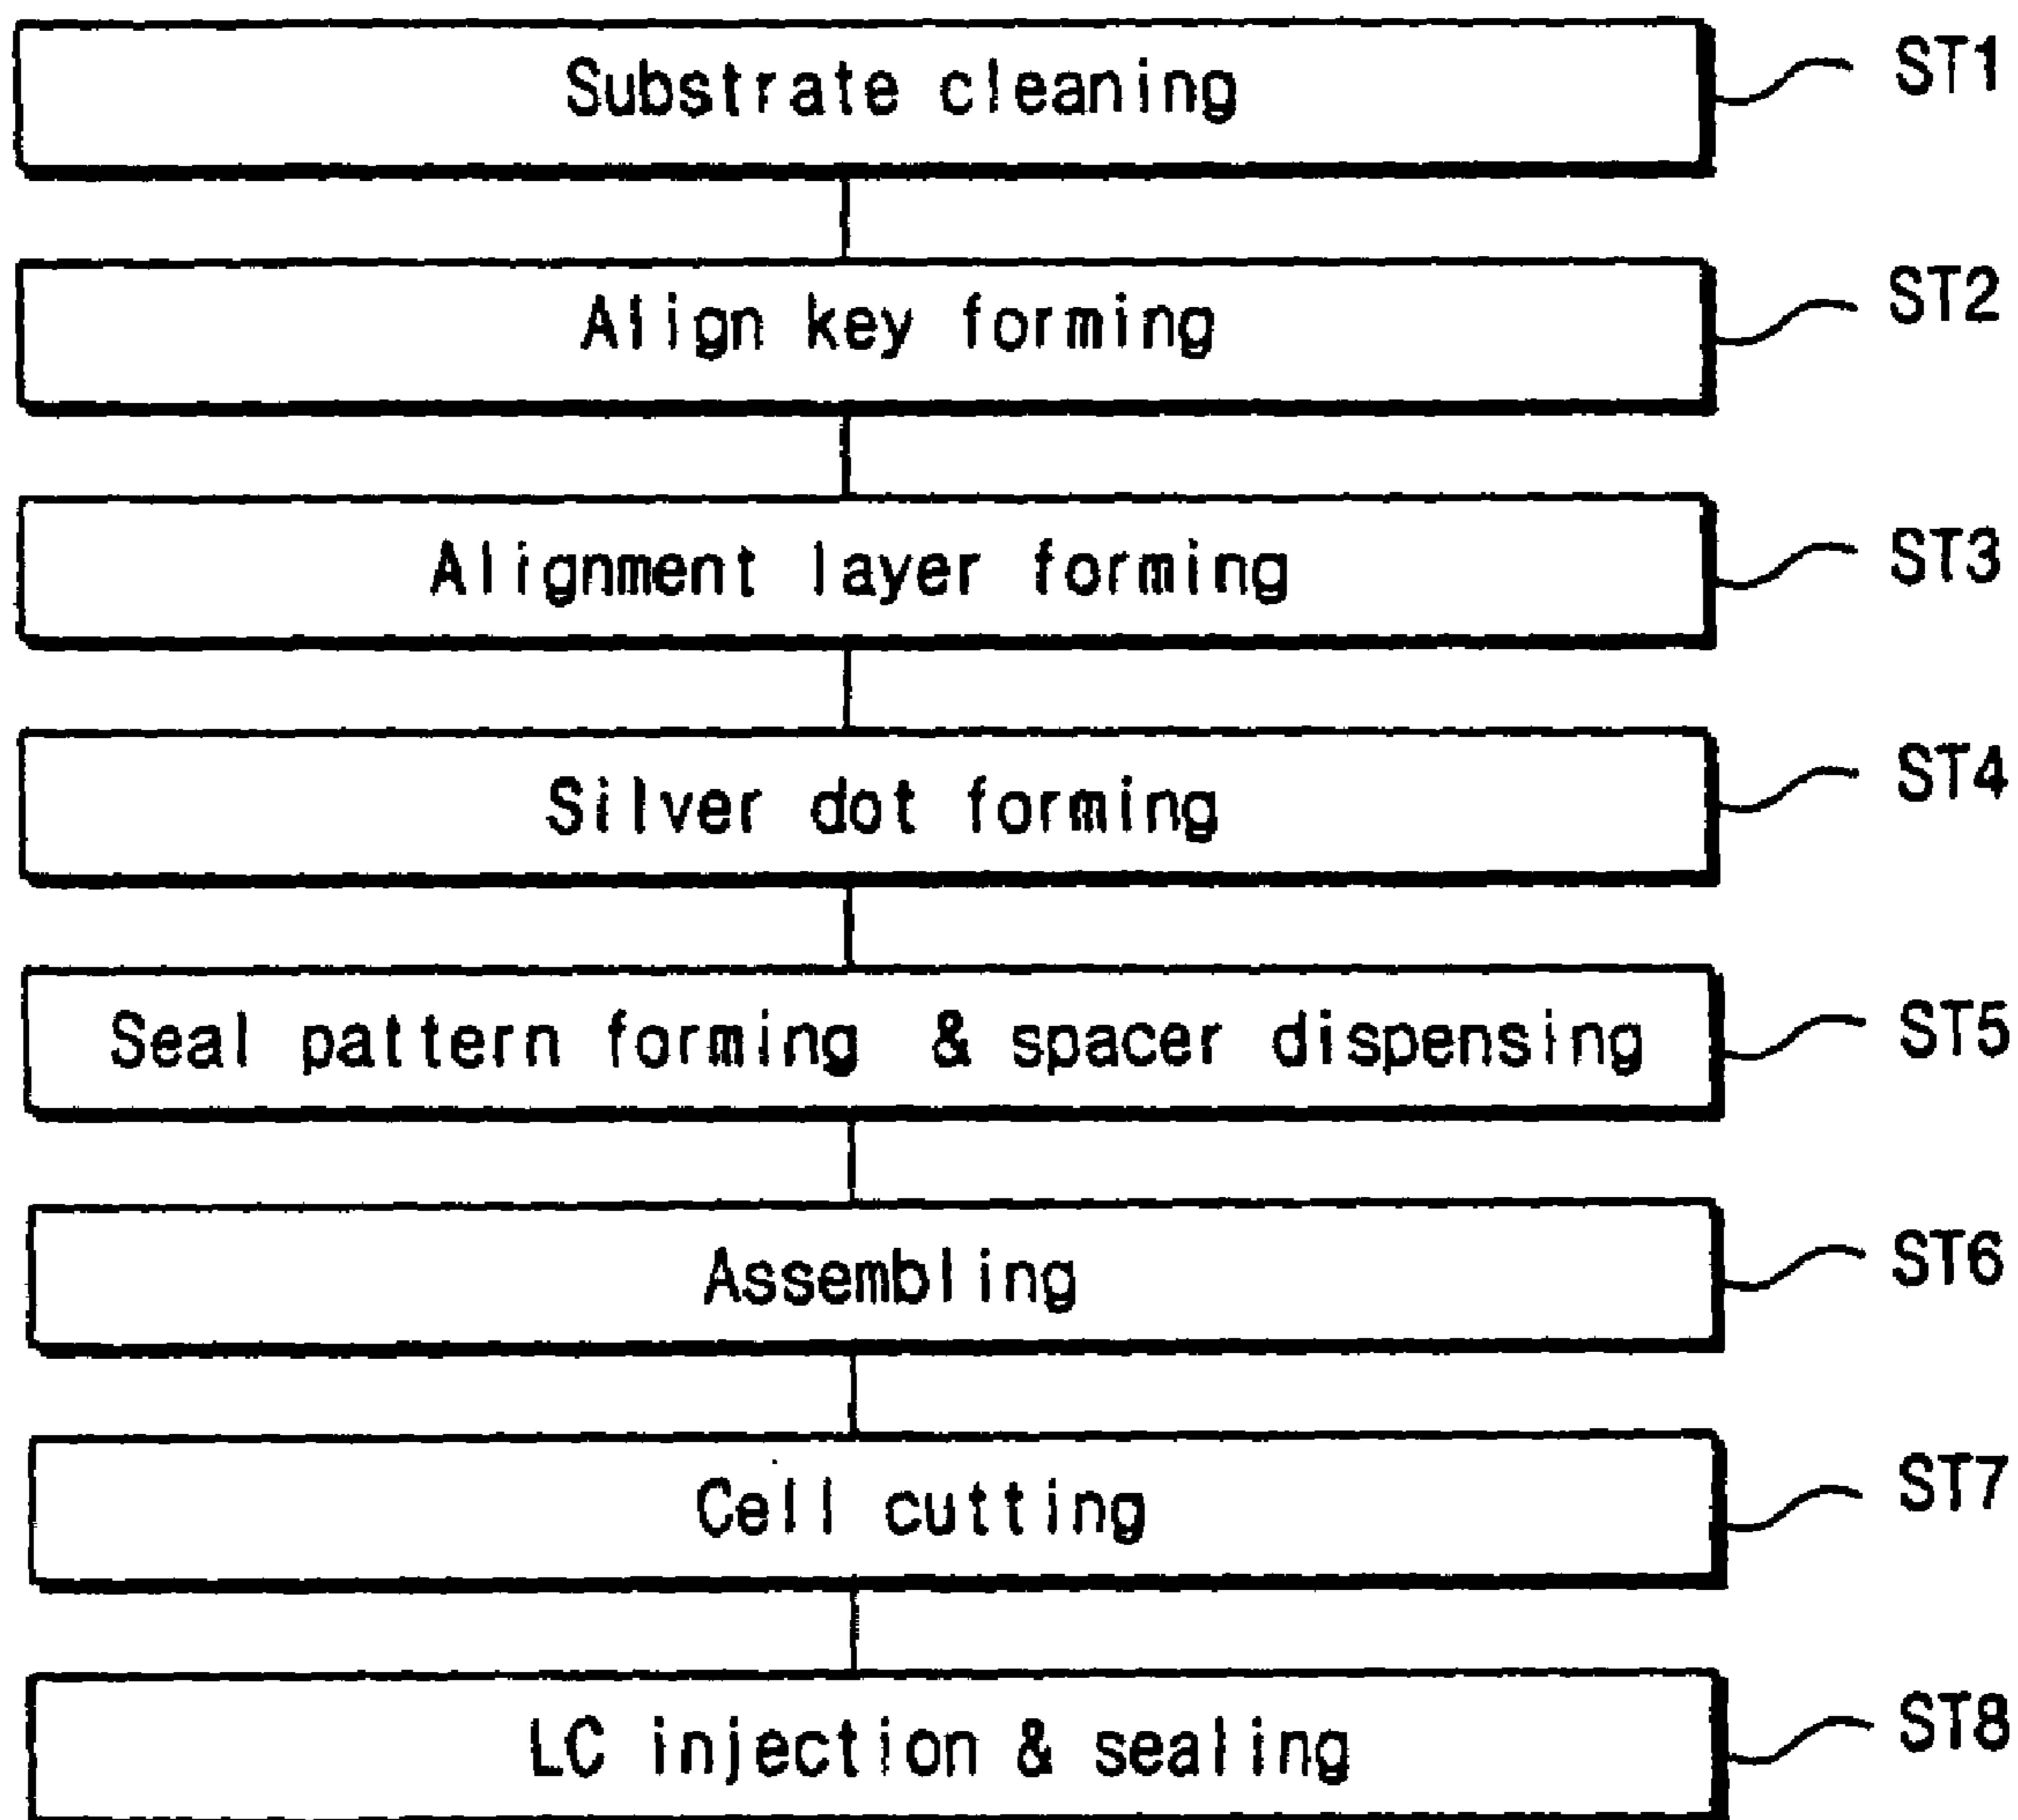 Substrate cleaning ST1
Align key forming ST2
Alignment layer forming ST3
Silver dot forming ST4
Seal pattern forming & spacer dispensing ST5
Assembling ST6
Cell cutting ST7
LC injection & sealing ST8